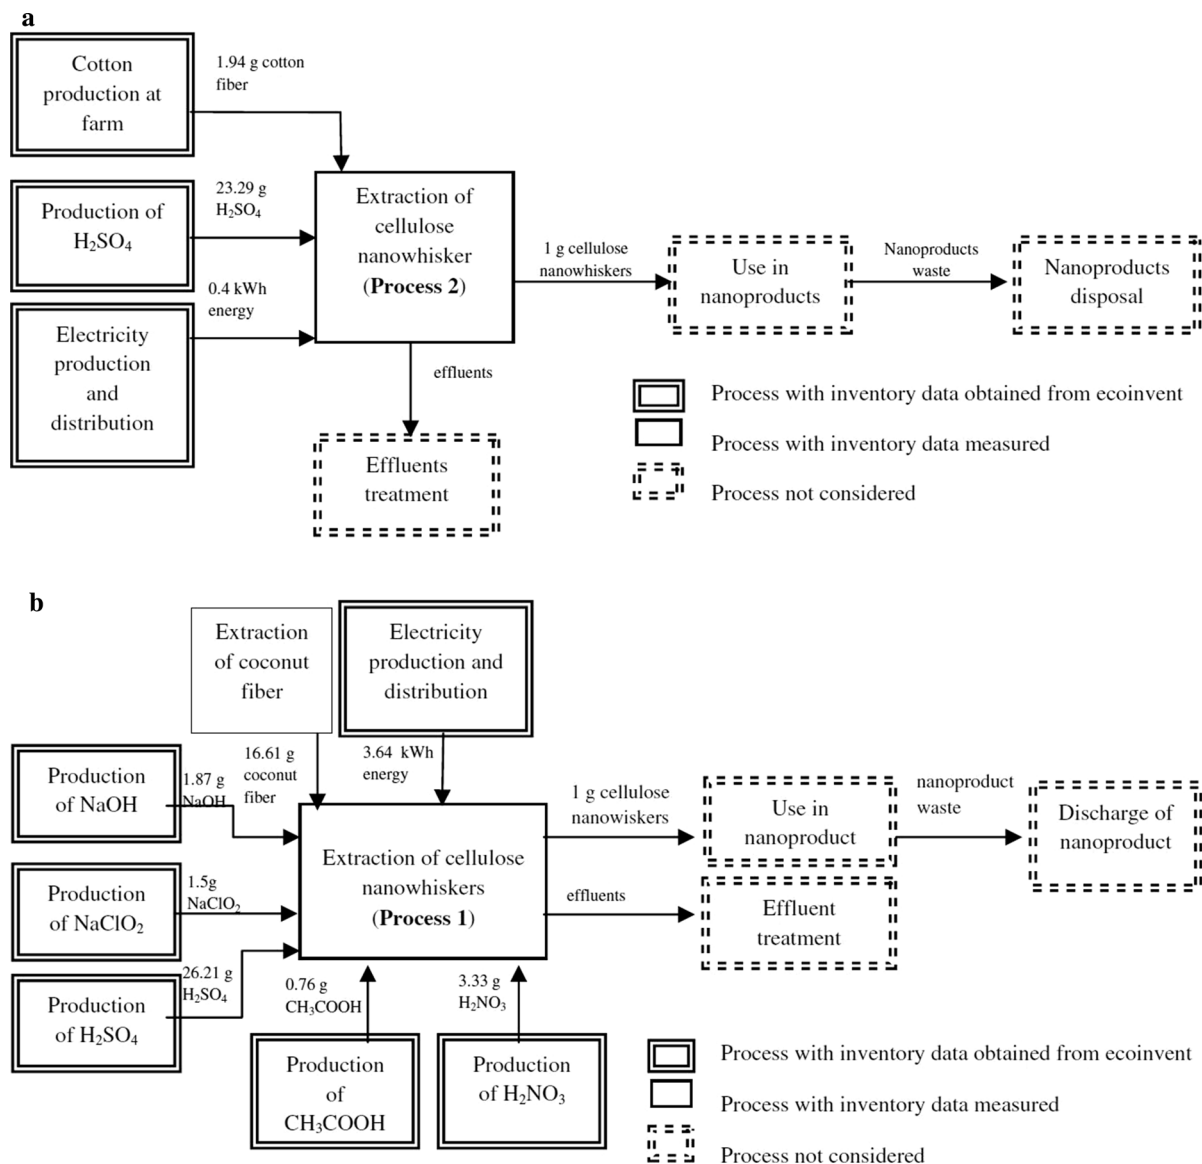 a
Cotton
production at
farm
1.94 g cotton
fiber
Production of
H₂SO₄
23.29 g
H₂SO₄
Electricity
production
and
distribution
0.4 kWh
energy
Extraction of
cellulose
nanowhisker
(Process 2)
1 g cellulose
nanowhiskers
Use in
nanoproducts
Nanoproducts
waste
Nanoproducts
disposal
effluents
Effluents
treatment
Process with inventory data obtained from ecoinvent
Process with inventory data measured
Process not considered
b
Extraction
of coconut
fiber
Electricity
production and
distribution
16.61 g
coconut
fiber
3.64 kWh
energy
Production
of NaOH
1.87 g
NaOH
Production
of NaClO₂
1.5g
NaClO₂
Production
of H₂SO₄
26.21 g
H₂SO₄
Extraction of cellulose
nanowhiskers
(Process 1)
1 g cellulose
nanowiskers
Use in
nanoproduct
nanoproduct
waste
Discharge of
nanoproduct
effluents
Effluent
treatment
0.76 g
CH₃COOH
3.33 g
H₂NO₃
Production
of
CH₃COOH
Production
of H₂NO₃
Process with inventory data obtained from ecoinvent
Process with inventory data measured
Process not considered